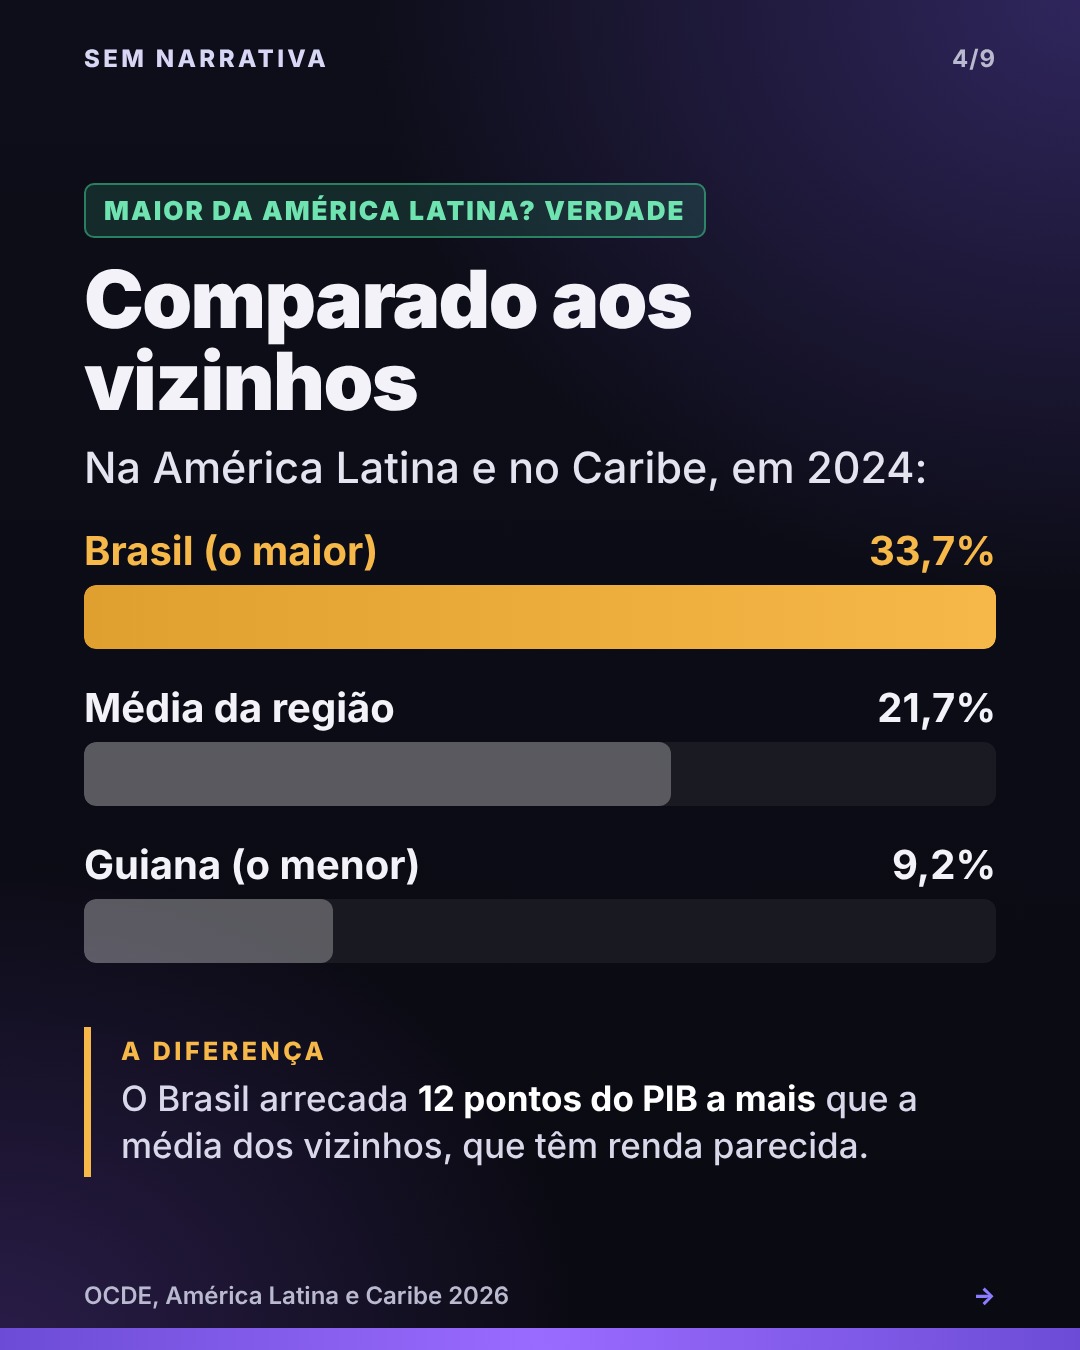 SEM NARRATIVA
4/9
MAIOR DA AMÉRICA LATINA? VERDADE
Comparado aos
vizinhos
Na América Latina e no Caribe, em 2024:
Brasil (o maior) 33,7%
Média da região 21,7%
Guiana (o menor) 9,2%
A DIFERENÇA
O Brasil arrecada 12 pontos do PIB a mais que a
média dos vizinhos, que têm renda parecida.
OCDE, América Latina e Caribe 2026 →